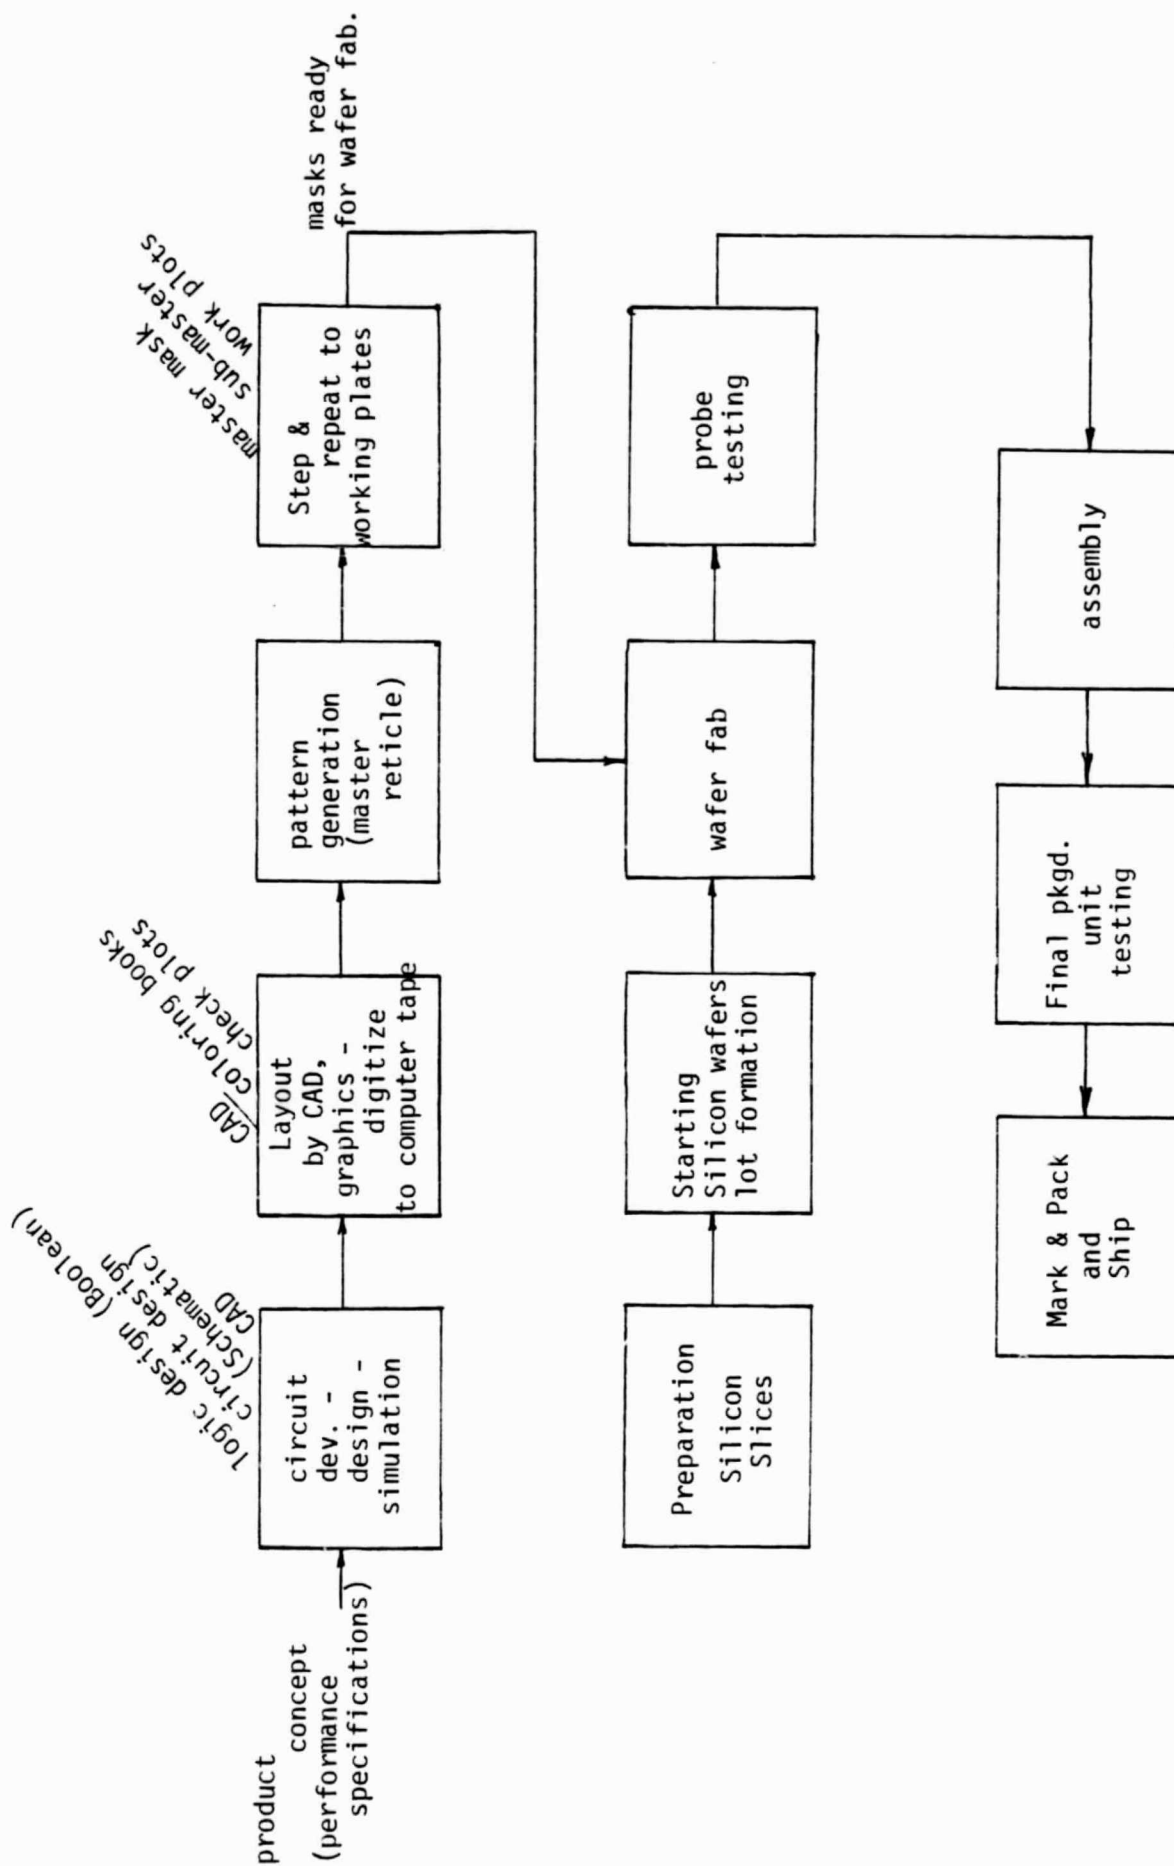 product
concept
(performance
specifications)
logic design (Boolean)
circuit design
(Schematic)
CAD
circuit
dev. -
design -
simulation
CAD coloring books
check plots
Layout
by CAD,
graphics -
digitize
to computer tape
pattern
generation
(master
reticle)
master mask
sub-master
work plots
Step &
repeat to
working plates
masks ready
for wafer fab.
Preparation
Silicon
Slices
Starting
Silicon wafers
lot formation
wafer fab
probe
testing
assembly
Final pkgd.
unit
testing
Mark & Pack
and
Ship